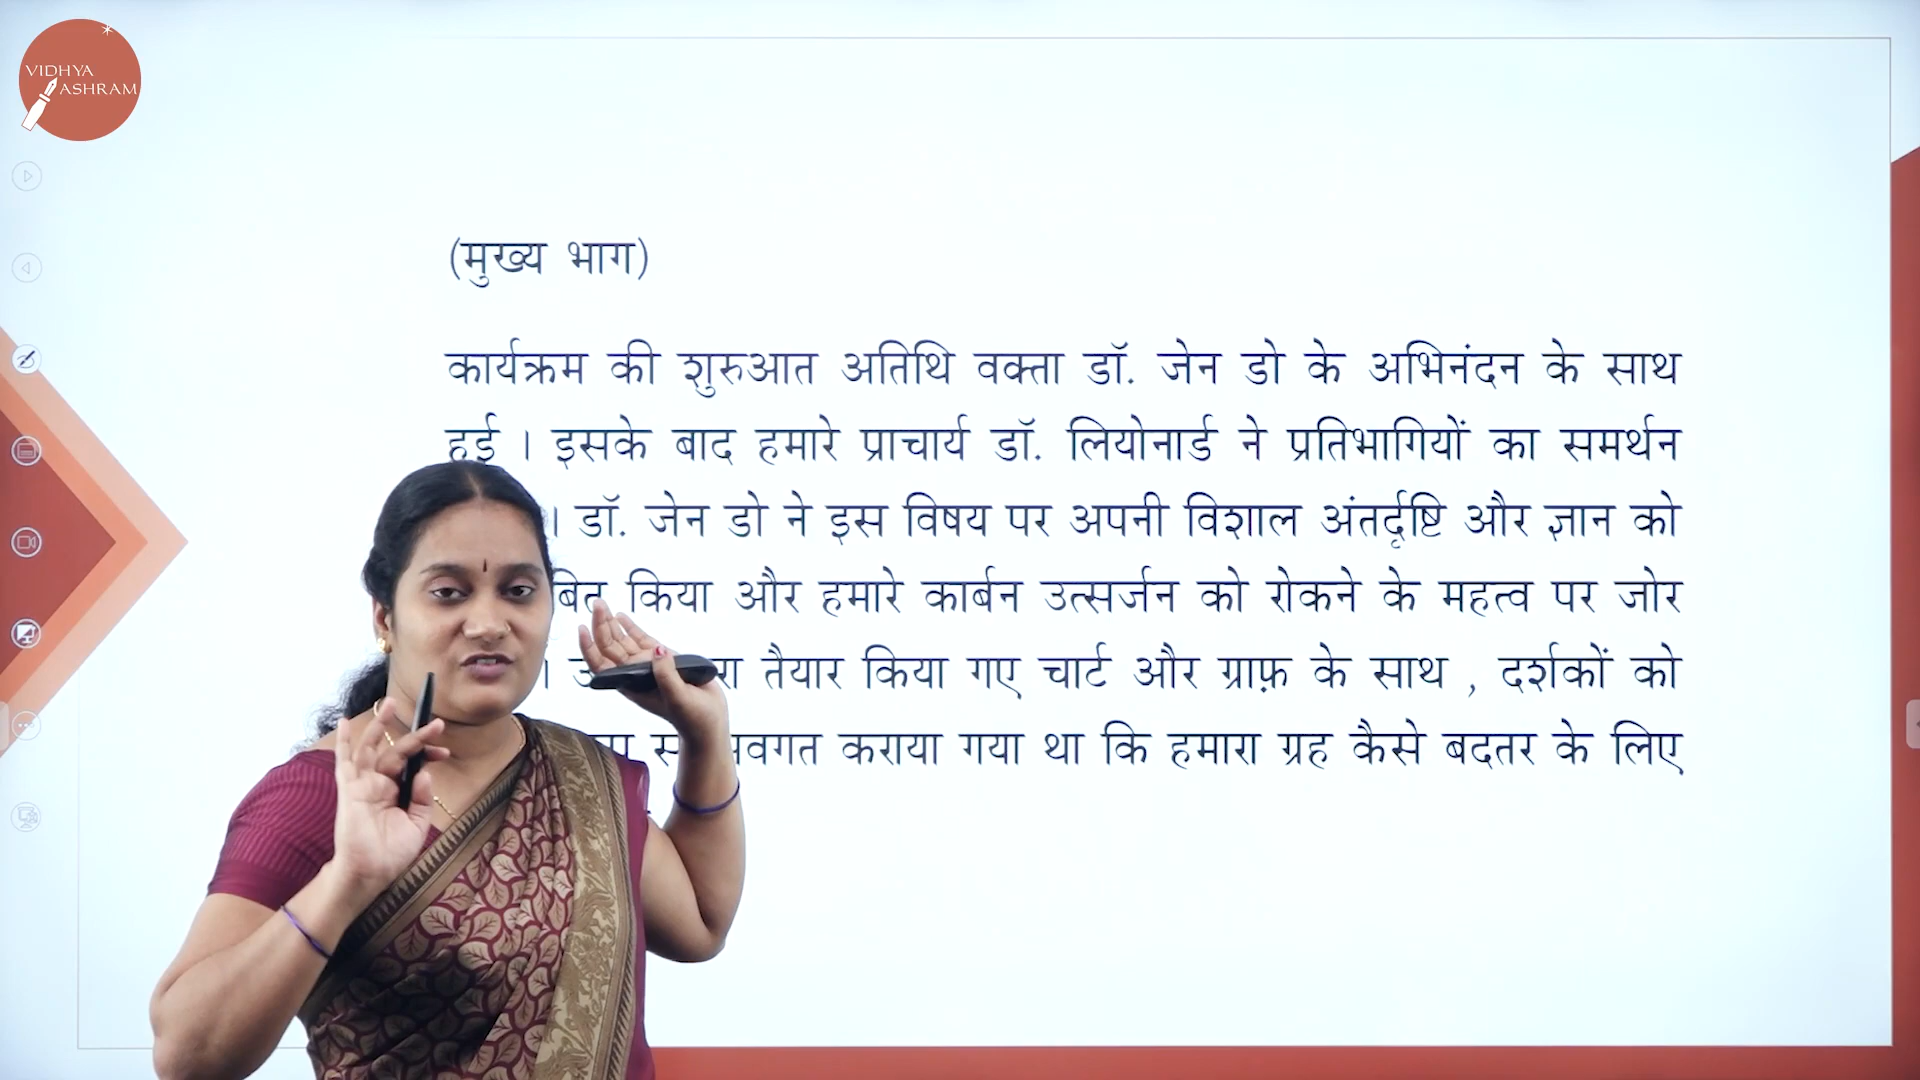 VIDHYA
ASHRAM
(मुख्य भाग)
कार्यक्रम की शुरुआत अतिथि वक्ता डॉ. जेन डो के अभिनंदन के साथ
हुई । इसके बाद हमारे प्राचार्य डॉ. लियोनार्ड ने प्रतिभागियों का समर्थन
। डॉ. जेन डो ने इस विषय पर अपनी विशाल अंतर्दृष्टि और ज्ञान को
किया और हमारे कार्बन उत्सर्जन को रोकने के महत्व पर जोर
। तैयार किया गए चार्ट और ग्राफ़ के साथ , दर्शकों को
कराया गया था कि हमारा ग्रह कैसे बदतर के लिए